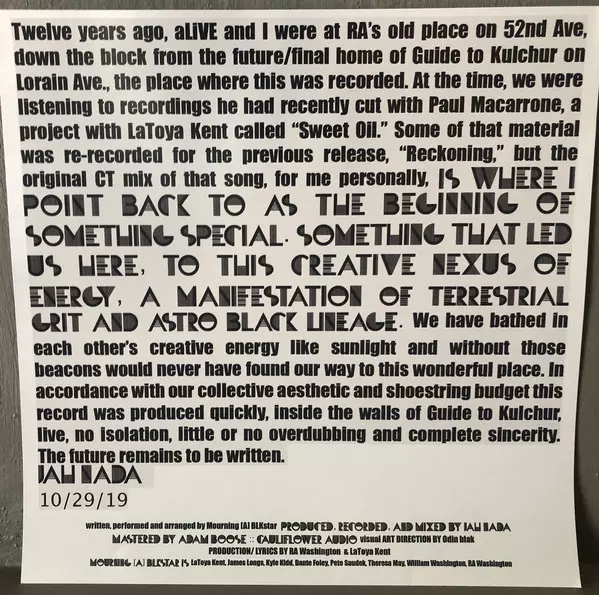 Twelve years ago, aLiVE and I were at RA's old place on 52nd Ave,
down the block from the future/final home of Guide to Kulchur on
Lorain Ave., the place where this was recorded. At the time, we were
listening to recordings he had recently cut with Paul Macarrone, a
project with LaToya Kent called “Sweet Oil.” Some of that material
was re-recorded for the previous release, “Reckoning,” but the
original CT mix of that song, for me personally, IS WHERE I
POINT BACK TO AS THE BEGINNING OF
SOMETHING SPECIAL. SOMETHING THAT LED
US HERE, TO THIS CREATIVE NEXUS OF
ENERGY, A MANIFESTATION OF TERRESTRIAL
GRIT AND ASTRO BLACK LINEAGE. We have bathed in
each other's creative energy like sunlight and without those
beacons would never have found our way to this wonderful place. In
accordance with our collective aesthetic and shoestring budget this
record was produced quickly, inside the walls of Guide to Kulchur,
live, no isolation, little or no overdubbing and complete sincerity.
The future remains to be written.
JAH NADA
10/29/19
written, performed and arranged by Mourning [A] BLKstar PRODUCED, RECORDED, AND MIXED BY JAH NADA
MASTERED BY ADAM BOOSE :: CAULIFLOWER AUDIO visual ART DIRECTION BY Odin hlak
PRODUCTION/ LYRICS BY RA Washington & LaToya Kent
MOURNING [A] BLKSTAR IS LaToya Kent, James Longs, Kyle Kidd, Dante Foley, Pete Saudek, Theresa May, William Washington, RA Washington